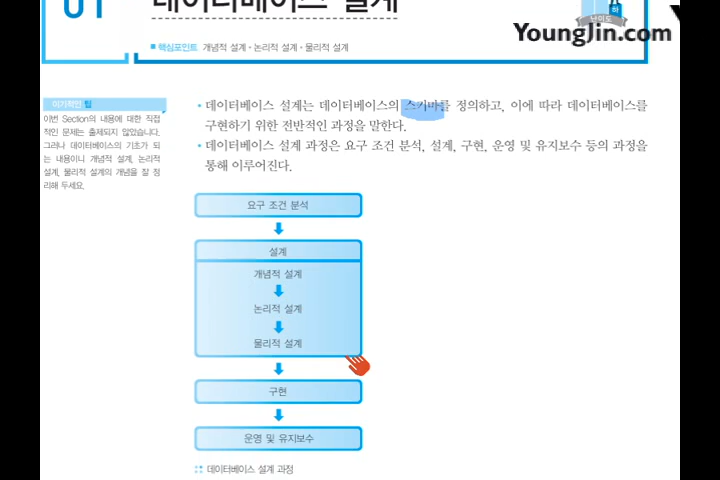 01
데이터베이스 설계
난이도
하
YoungJin.com
■ 핵심포인트 개념적 설계 • 논리적 설계 • 물리적 설계
이기적인 팁
이번 Section의 내용에 대한 직접
적인 문제는 출제되지 않았습니다.
그러나 데이터베이스의 기초가 되
는 내용이니 개념적 설계, 논리적
설계, 물리적 설계의 개념을 잘 정
리해 두세요.
• 데이터베이스 설계는 데이터베이스의 스키마를 정의하고, 이에 따라 데이터베이스를
구현하기 위한 전반적인 과정을 말한다.
• 데이터베이스 설계 과정은 요구 조건 분석, 설계, 구현, 운영 및 유지보수 등의 과정을
통해 이루어진다.
요구 조건 분석
설계
개념적 설계
논리적 설계
물리적 설계
구현
운영 및 유지보수
데이터베이스 설계 과정